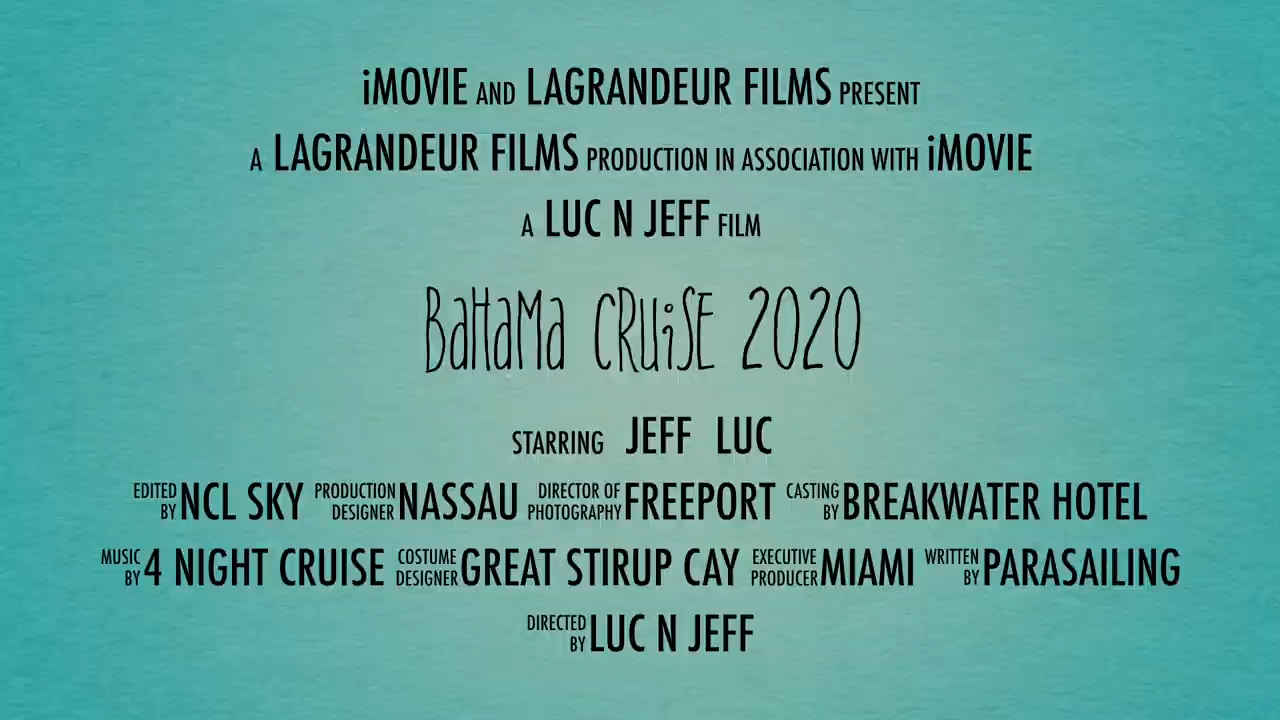 iMOVIE AND LAGRANDEUR FILMS PRESENT
A LAGRANDEUR FILMS PRODUCTION IN ASSOCIATION WITH iMOVIE
A LUC N JEFF FILM
BaHaMa CRUiSE 2020
STARRING JEFF LUC
EDITED BY NCL SKY PRODUCTION DESIGNER NASSAU DIRECTOR OF PHOTOGRAPHY FREEPORT CASTING BY BREAKWATER HOTEL
MUSIC BY 4 NIGHT CRUISE COSTUME DESIGNER GREAT STIRUP CAY EXECUTIVE PRODUCER MIAMI WRITTEN BY PARASAILING
DIRECTED BY LUC N JEFF